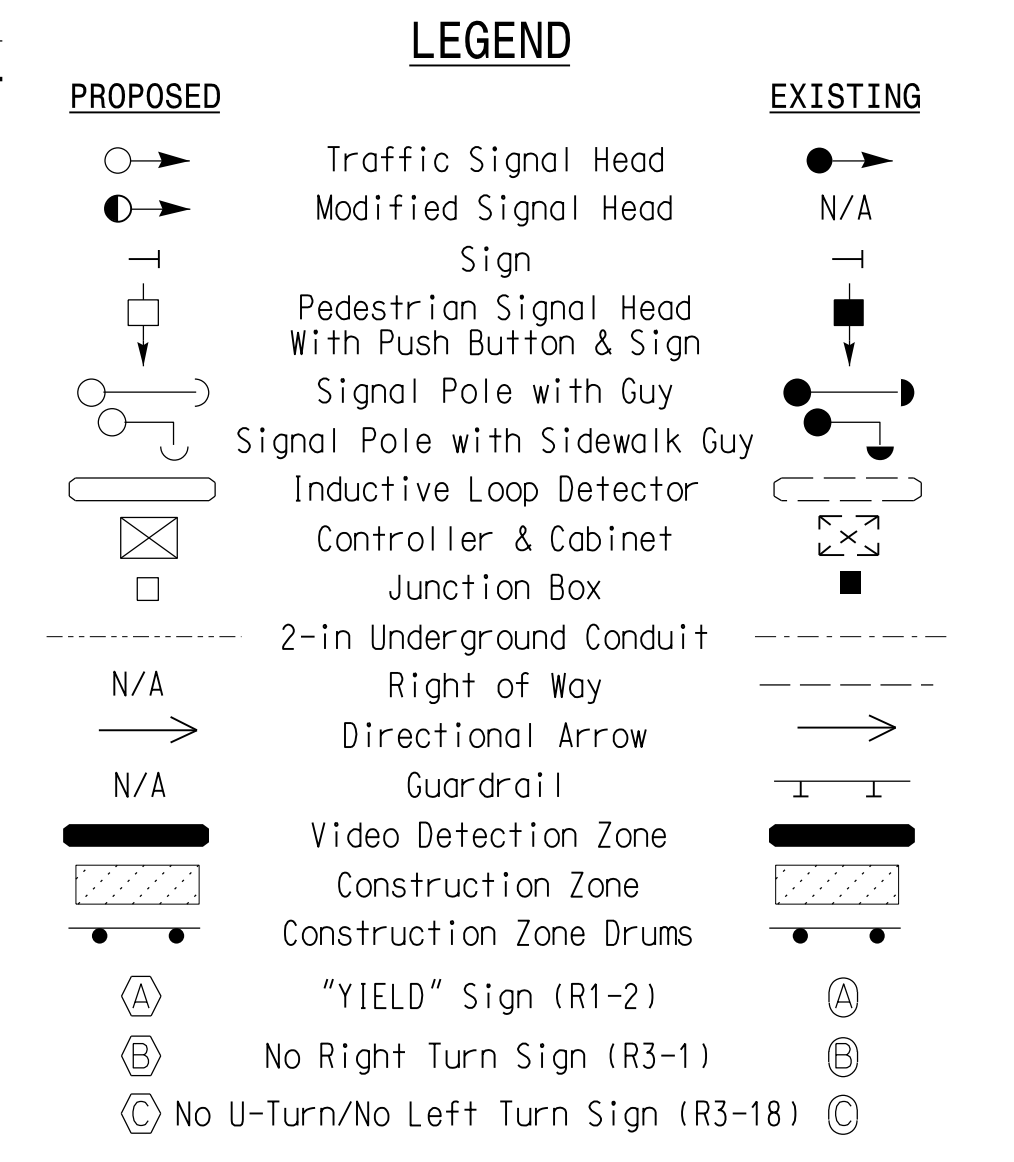 LEGEND
PROPOSED EXISTING
Traffic Signal Head
Modified Signal Head N/A
Sign
Pedestrian Signal Head
With Push Button & Sign
Signal Pole with Guy
Signal Pole with Sidewalk Guy
Inductive Loop Detector
Controller & Cabinet
Junction Box
2-in Underground Conduit
N/A Right of Way
Directional Arrow
N/A Guardrail
Video Detection Zone
Construction Zone
Construction Zone Drums
A "YIELD" Sign (R1-2) A
B No Right Turn Sign (R3-1) B
C No U-Turn/No Left Turn Sign (R3-18) C